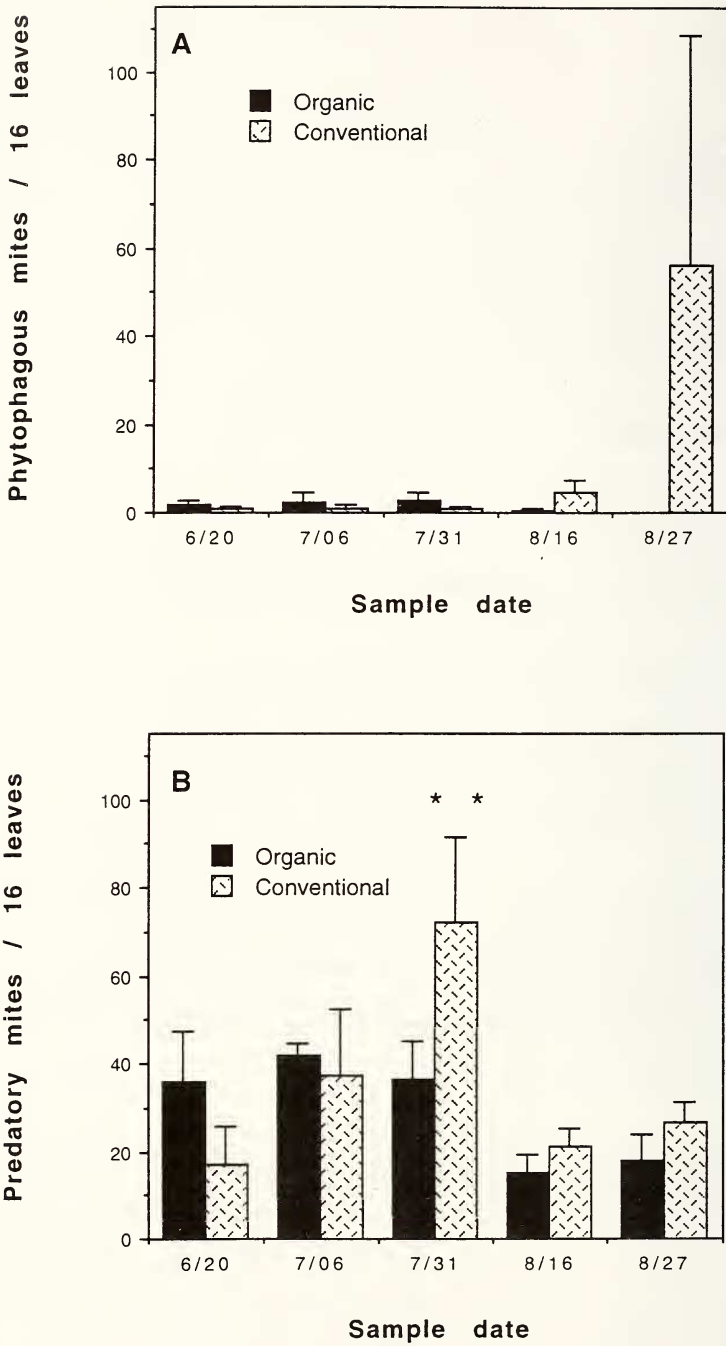 A
Organic
Conventional
Phytophagous mites / 16 leaves
100
80
60
40
20
0
6/20 7/06 7/31 8/16 8/27
Sample date
B
* *
Organic
Conventional
Predatory mites / 16 leaves
100
80
60
40
20
0
6/20 7/06 7/31 8/16 8/27
Sample date